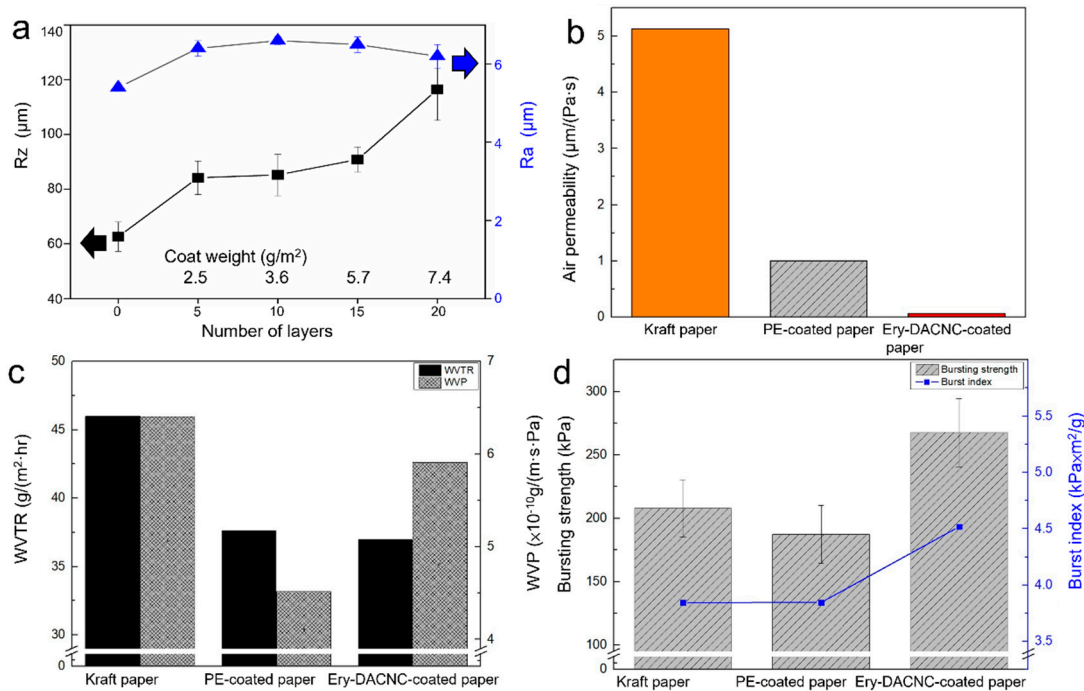 a
Rz (μm)
140
120
100
80
60
40
Coat weight (g/m²)
2.5 3.6 5.7 7.4
0 5 10 15 20
Number of layers
6
4
2
0
Ra (μm)
b
Air permeability μm/(Pa·s)
5
4
3
2
1
0
Kraft paper PE-coated paper Ery-DACNC-coated
paper
c
WVTR (g/(m²·hr)
50
45
40
35
30
0
WVTR
WVP
7
6
5
4
WVP (×10⁻¹⁰g/(m·s·Pa)
Kraft paper PE-coated paper Ery-DACNC-coated paper
d
Bursting strength (kPa)
300
250
200
150
100
0
Bursting strength
Burst index
5.5
5.0
4.5
4.0
3.5
Burst index (kPaxm²/g)
Kraft paper PE-coated paper Ery-DACNC-coated paper